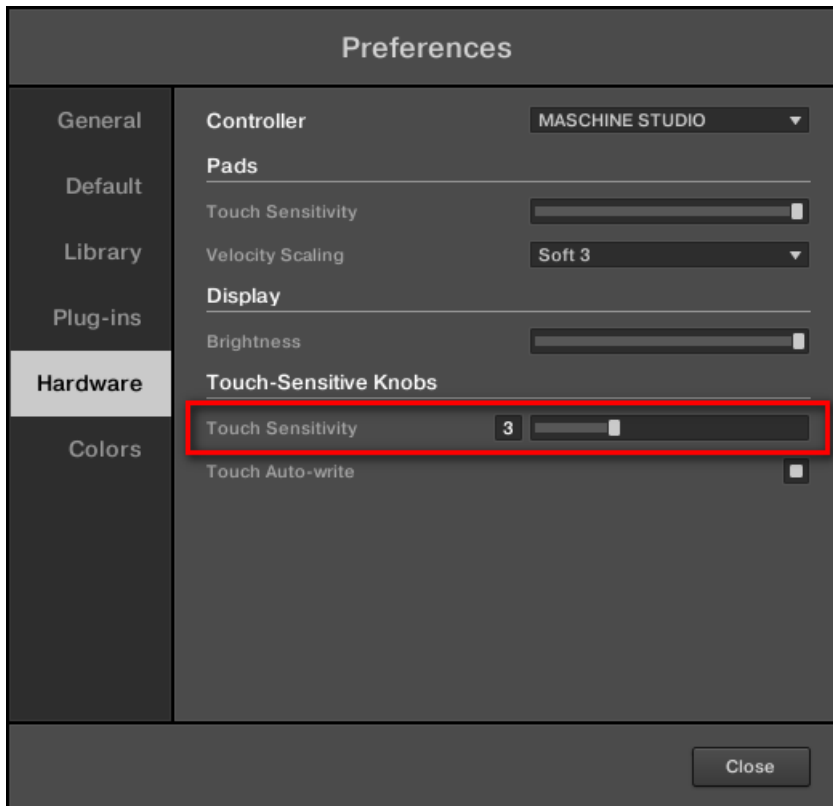 Preferences
General
Default
Library
Plug-ins
Hardware
Colors
Controller MASCHINE STUDIO
Pads
Touch Sensitivity
Velocity Scaling Soft 3
Display
Brightness
Touch-Sensitive Knobs
Touch Sensitivity 3
Touch Auto-write
Close